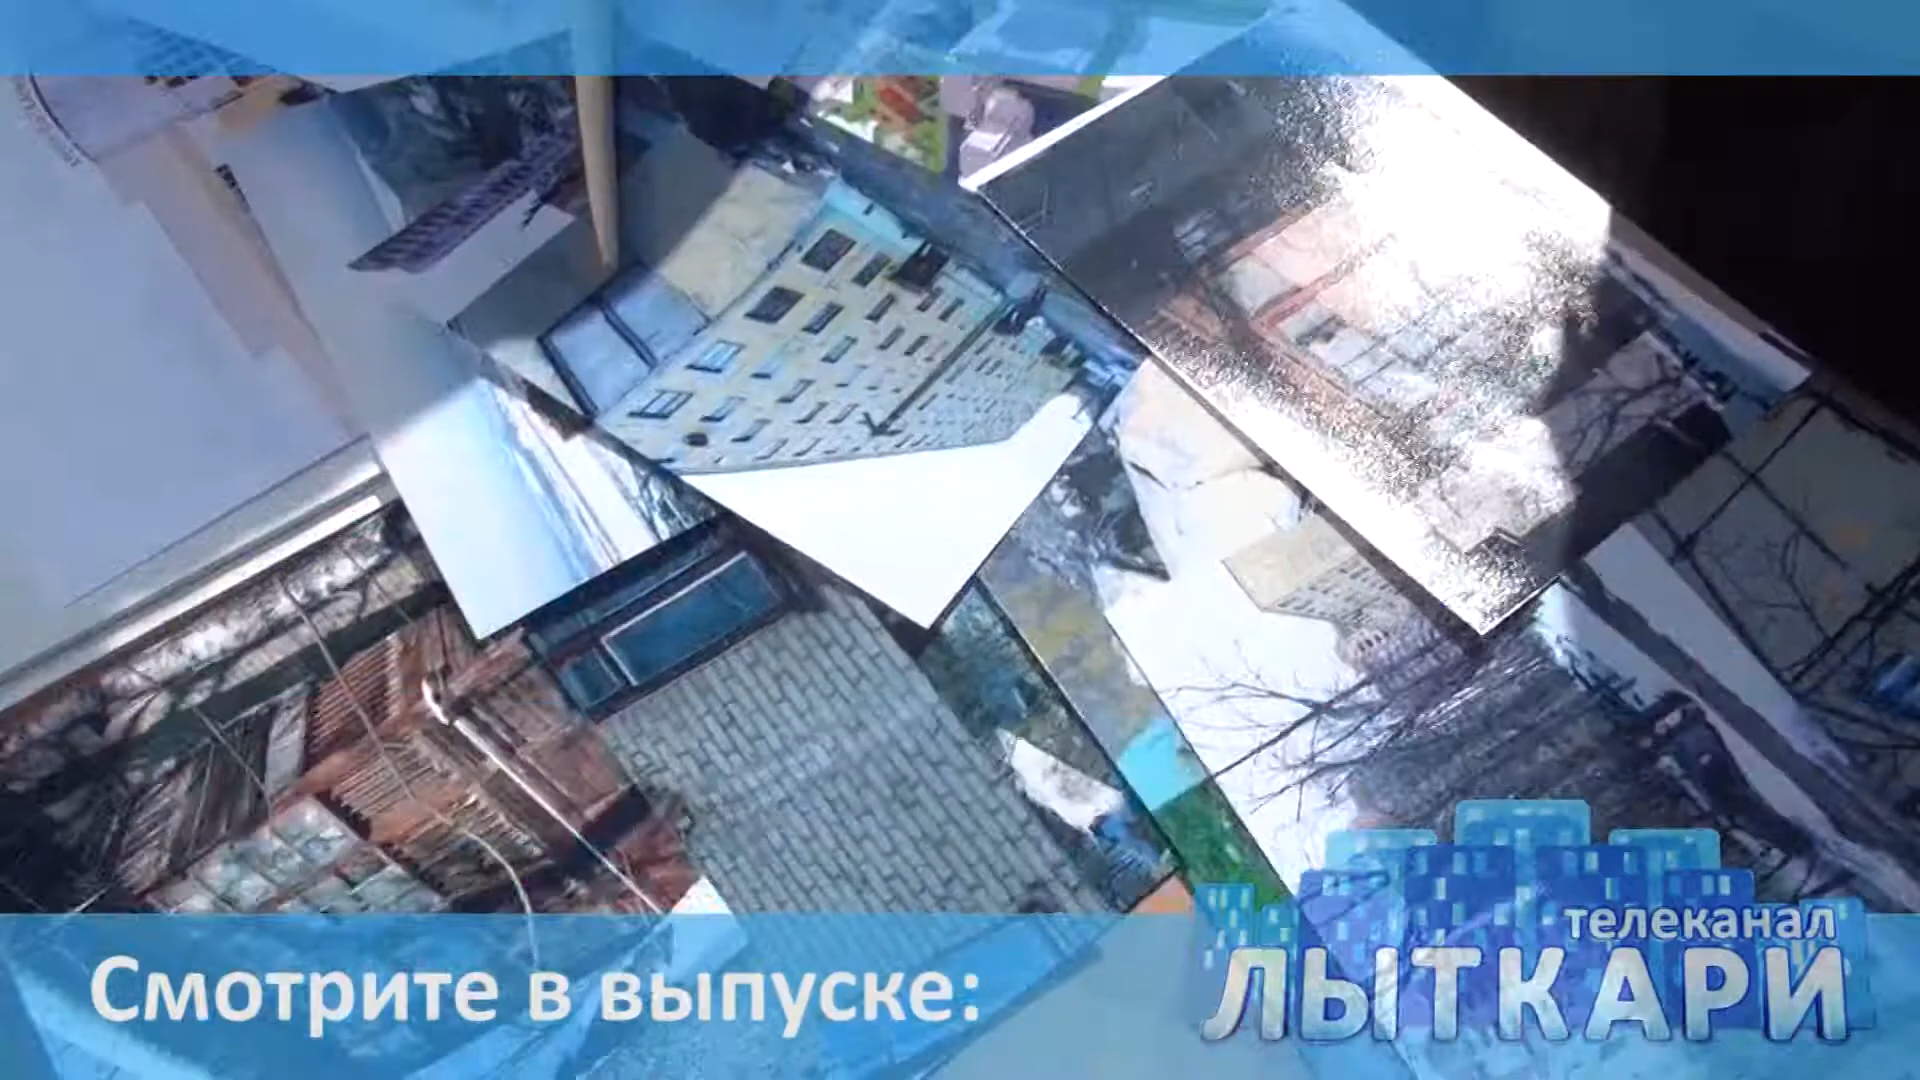 Смотрите в выпуске:
телеканал
ЛЫТКАРИ